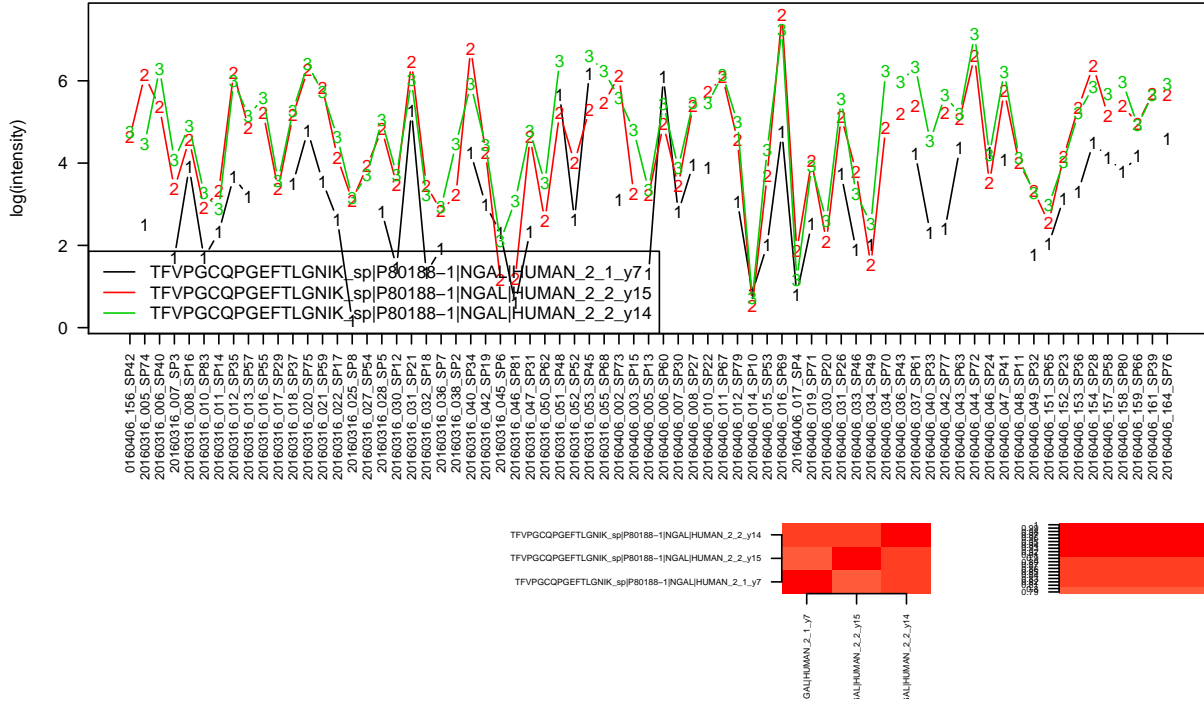 6
4
2
0
log(intensity)
TFVPGCQPGEFTLGNIK_sp|P80188−1|NGAL|HUMAN_2_1_y7
TFVPGCQPGEFTLGNIK_sp|P80188−1|NGAL|HUMAN_2_2_y15
TFVPGCQPGEFTLGNIK_sp|P80188−1|NGAL|HUMAN_2_2_y14
0160406_156_SP42
20160316_005_SP74
20160316_006_SP40
20160316_007_SP3
20160316_008_SP16
20160316_010_SP83
20160316_011_SP14
20160316_012_SP35
20160316_013_SP57
20160316_016_SP55
20160316_017_SP29
20160316_018_SP37
20160316_020_SP75
20160316_021_SP59
20160316_022_SP17
20160316_025_SP8
20160316_027_SP54
20160316_028_SP5
20160316_030_SP12
20160316_031_SP21
20160316_032_SP18
20160316_036_SP7
20160316_038_SP2
20160316_040_SP34
20160316_042_SP19
20160316_045_SP6
20160316_046_SP81
20160316_047_SP31
20160316_050_SP62
20160316_051_SP48
20160316_052_SP52
20160316_053_SP45
20160316_055_SP68
20160406_002_SP73
20160406_003_SP15
20160406_005_SP13
20160406_006_SP60
20160406_007_SP30
20160406_008_SP27
20160406_010_SP22
20160406_011_SP67
20160406_012_SP79
20160406_014_SP10
20160406_015_SP53
20160406_016_SP69
20160406_017_SP4
20160406_019_SP71
20160406_030_SP20
20160406_031_SP26
20160406_033_SP46
20160406_034_SP49
20160406_034_SP70
20160406_036_SP43
20160406_037_SP61
20160406_040_SP33
20160406_042_SP77
20160406_043_SP63
20160406_044_SP72
20160406_046_SP24
20160406_047_SP41
20160406_048_SP11
20160406_049_SP32
20160406_151_SP65
20160406_152_SP23
20160406_153_SP36
20160406_154_SP28
20160406_157_SP58
20160406_158_SP80
20160406_159_SP66
20160406_161_SP39
20160406_164_SP76
TFVPGCQPGEFTLGNIK_sp|P80188−1|NGAL|HUMAN_2_2_y14
TFVPGCQPGEFTLGNIK_sp|P80188−1|NGAL|HUMAN_2_2_y15
TFVPGCQPGEFTLGNIK_sp|P80188−1|NGAL|HUMAN_2_1_y7
GAL|HUMAN_2_1_y7
\AL|HUMAN_2_2_y15
\AL|HUMAN_2_2_y14
1
0.79